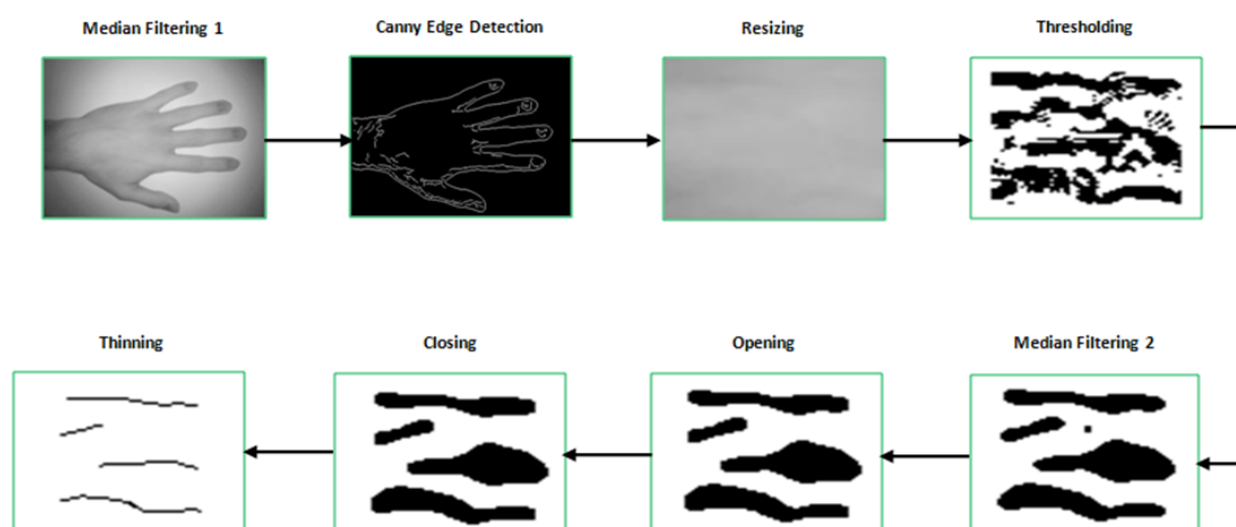 Median Filtering 1
Canny Edge Detection
Resizing
Thresholding
Thinning
Closing
Opening
Median Filtering 2